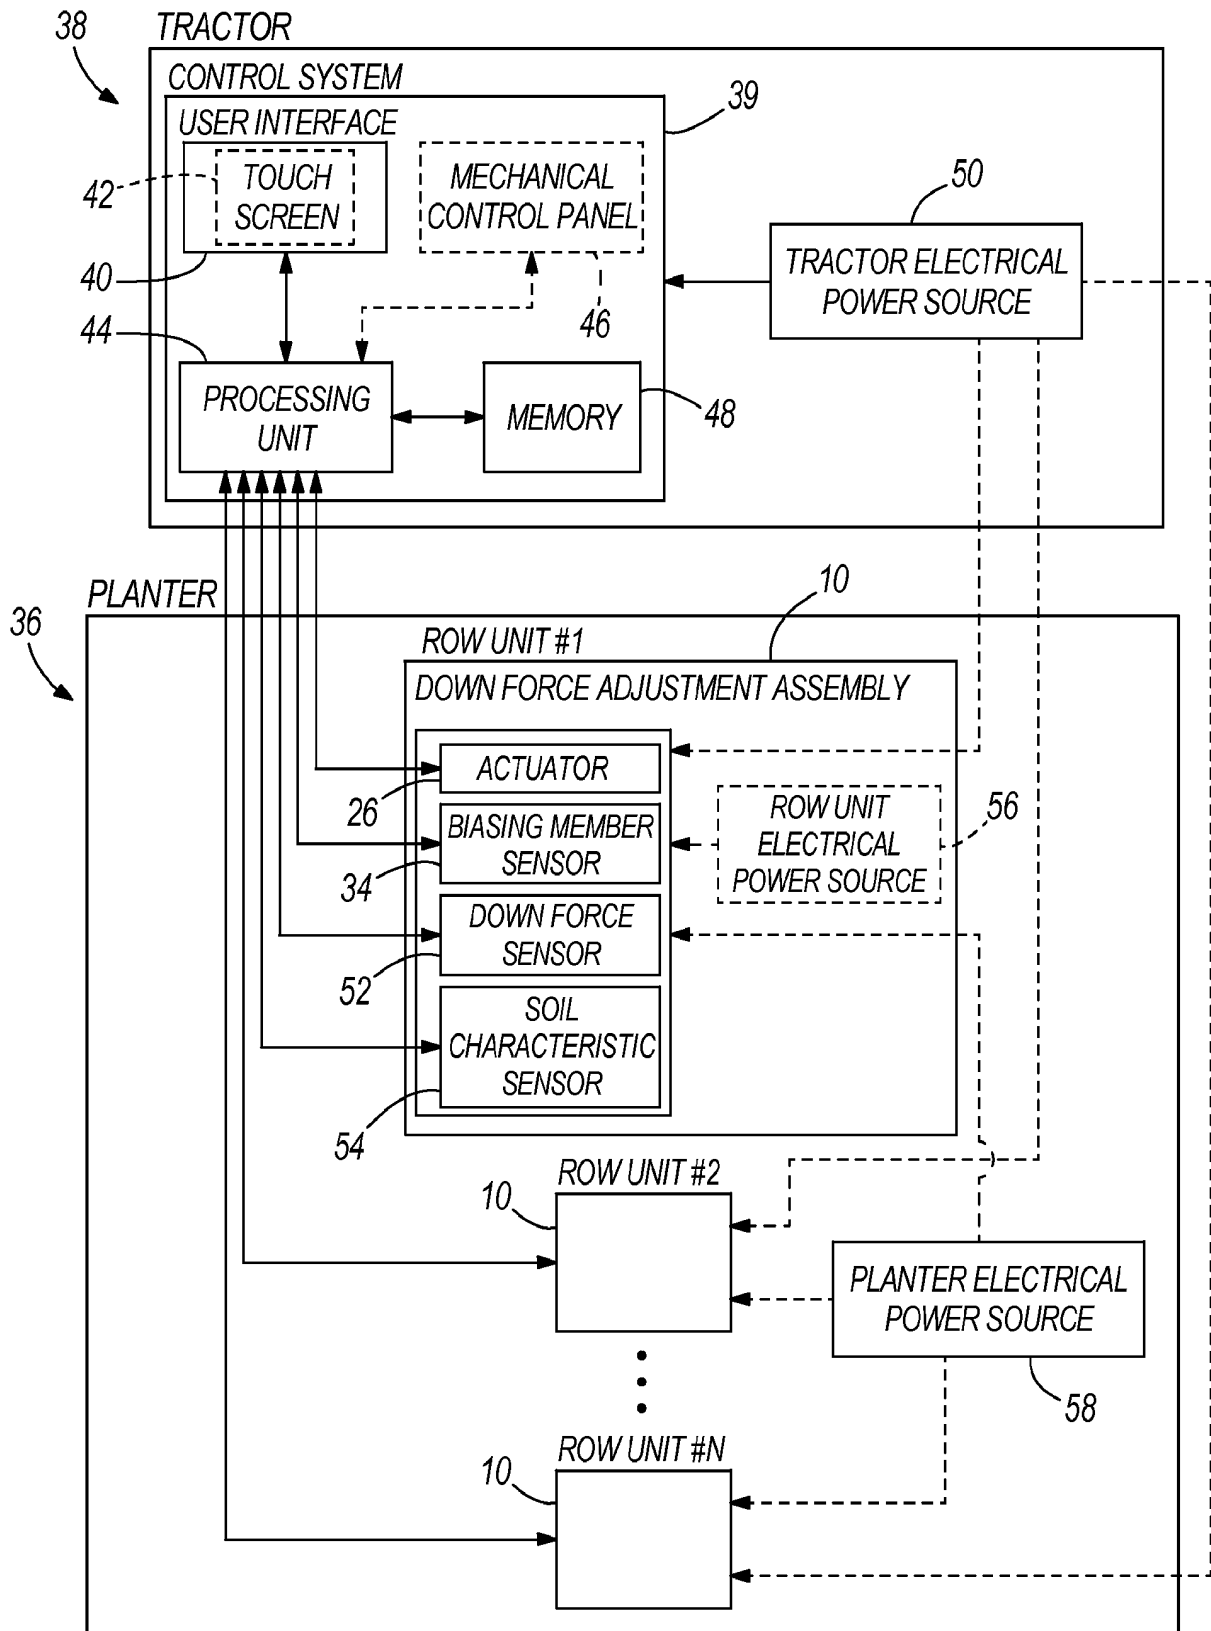 38
TRACTOR
CONTROL SYSTEM
39
USER INTERFACE
42
TOUCH
SCREEN
MECHANICAL
CONTROL PANEL
50
40
46
TRACTOR ELECTRICAL
POWER SOURCE
44
PROCESSING
UNIT
MEMORY
48
PLANTER
36
10
ROW UNIT #1
DOWN FORCE ADJUSTMENT ASSEMBLY
ACTUATOR
26
BIASING MEMBER
SENSOR
34
ROW UNIT
ELECTRICAL
POWER SOURCE
56
DOWN FORCE
SENSOR
52
SOIL
CHARACTERISTIC
SENSOR
54
ROW UNIT #2
10
PLANTER ELECTRICAL
POWER SOURCE
58
ROW UNIT #N
10